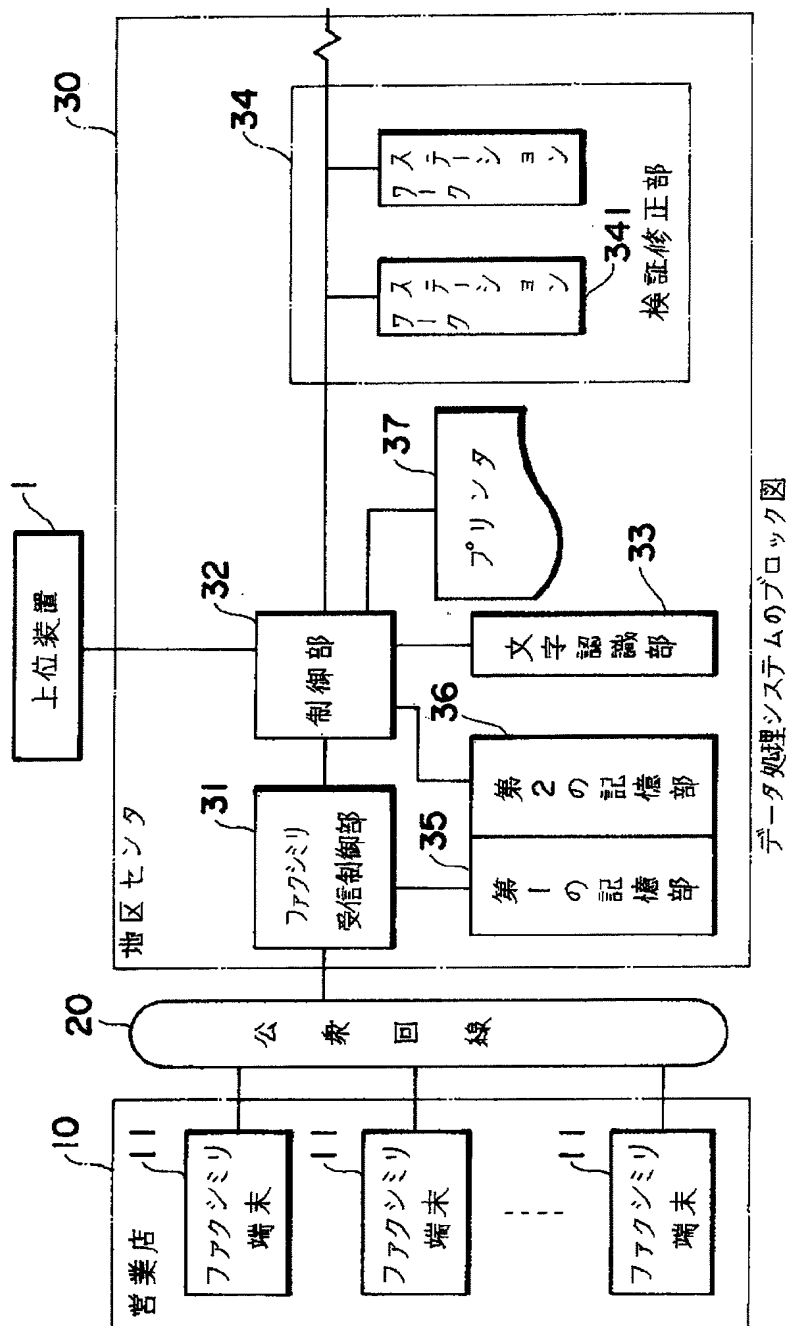 営業店
10
11
ファクシミリ
端末
11
ファクシミリ
端末
11
ファクシミリ
端末
20
公衆回線
30
地区センタ
31
ファクシミリ
受信制御部
32
制御部
1
上位装置
35
第1の記憶部
36
第2の記憶部
33
文字認識部
37
プリンタ
34
ワーク
ステーション
ワーク
ステーション
341
検証修正部
データ処理システムのブロック図